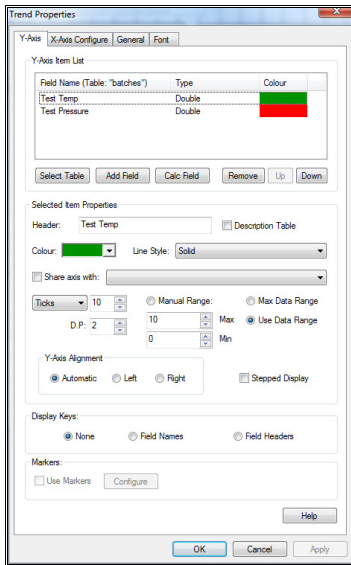 Trend Properties
Y-Axis X-Axis Configure General Font
Y-Axis Item List
Field Name (Table: "batches") Type Colour
Test Temp Double
Test Pressure Double
Select Table Add Field Calc Field Remove Up Down
Selected Item Properties
Header: Test Temp Description Table
Colour: Line Style: Solid
Share axis with:
Ticks 10 Manual Range: Max Data Range
D.P: 2 10 Max Use Data Range
0 Min
Y-Axis Alignment
Automatic Left Right Stepped Display
Display Keys:
None Field Names Field Headers
Markers:
Use Markers Configure
Help
OK Cancel Apply